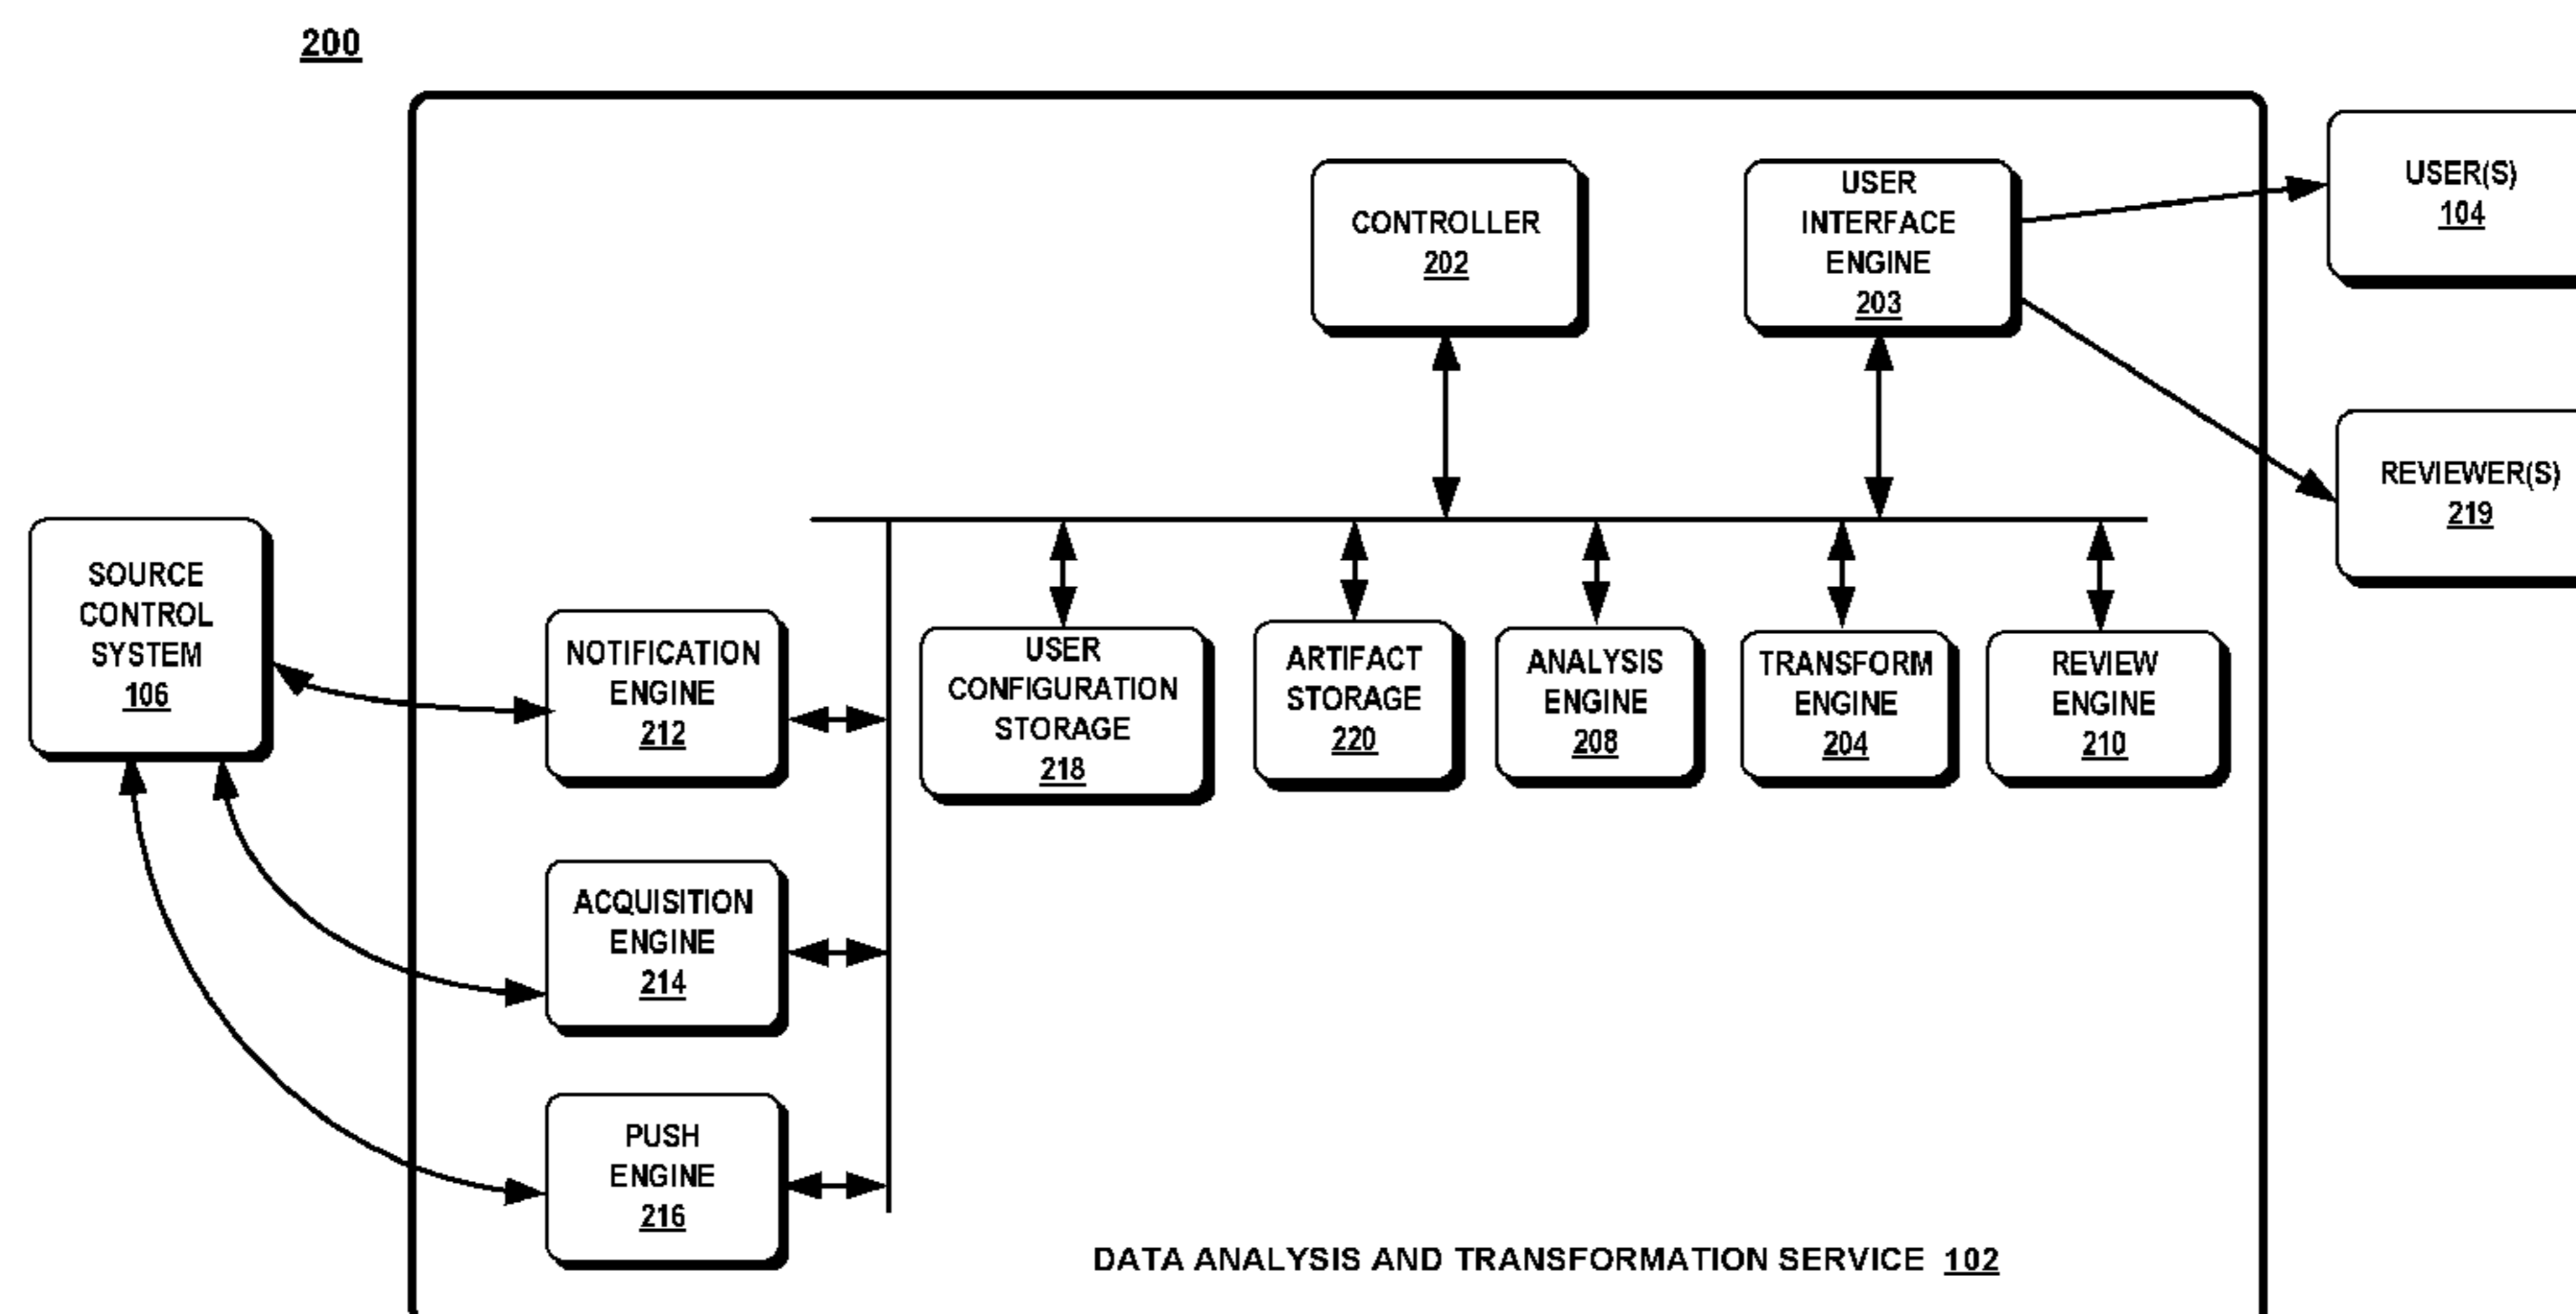 200
CONTROLLER
202
USER
INTERFACE
ENGINE
203
USER(S)
104
REVIEWER(S)
219
SOURCE
CONTROL
SYSTEM
106
NOTIFICATION
ENGINE
212
USER
CONFIGURATION
STORAGE
218
ARTIFACT
STORAGE
220
ANALYSIS
ENGINE
208
TRANSFORM
ENGINE
204
REVIEW
ENGINE
210
ACQUISITION
ENGINE
214
PUSH
ENGINE
216
DATA ANALYSIS AND TRANSFORMATION SERVICE 102